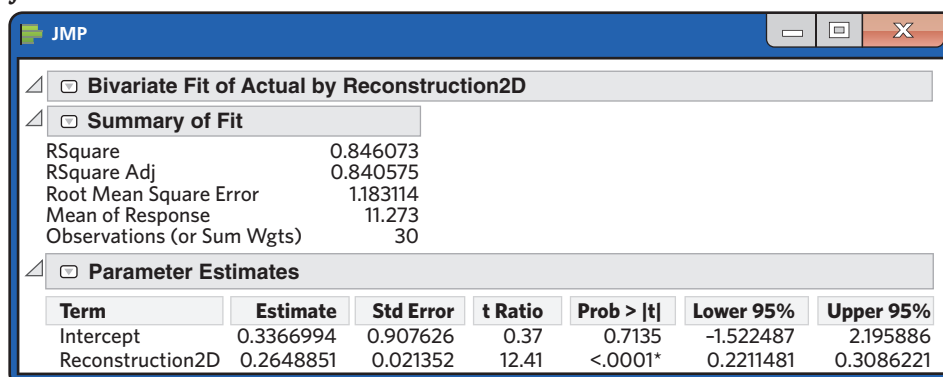 JMP
Bivariate Fit of Actual by Reconstruction2D
Summary of Fit
RSquare 0.846073
RSquare Adj 0.840575
Root Mean Square Error 1.183114
Mean of Response 11.273
Observations (or Sum Wgts) 30
Parameter Estimates
Term Estimate Std Error t Ratio Prob > |t| Lower 95% Upper 95%
Intercept 0.3366994 0.907626 0.37 0.7135 -1.522487 2.195886
Reconstruction2D 0.2648851 0.021352 12.41 <.0001* 0.2211481 0.3086221